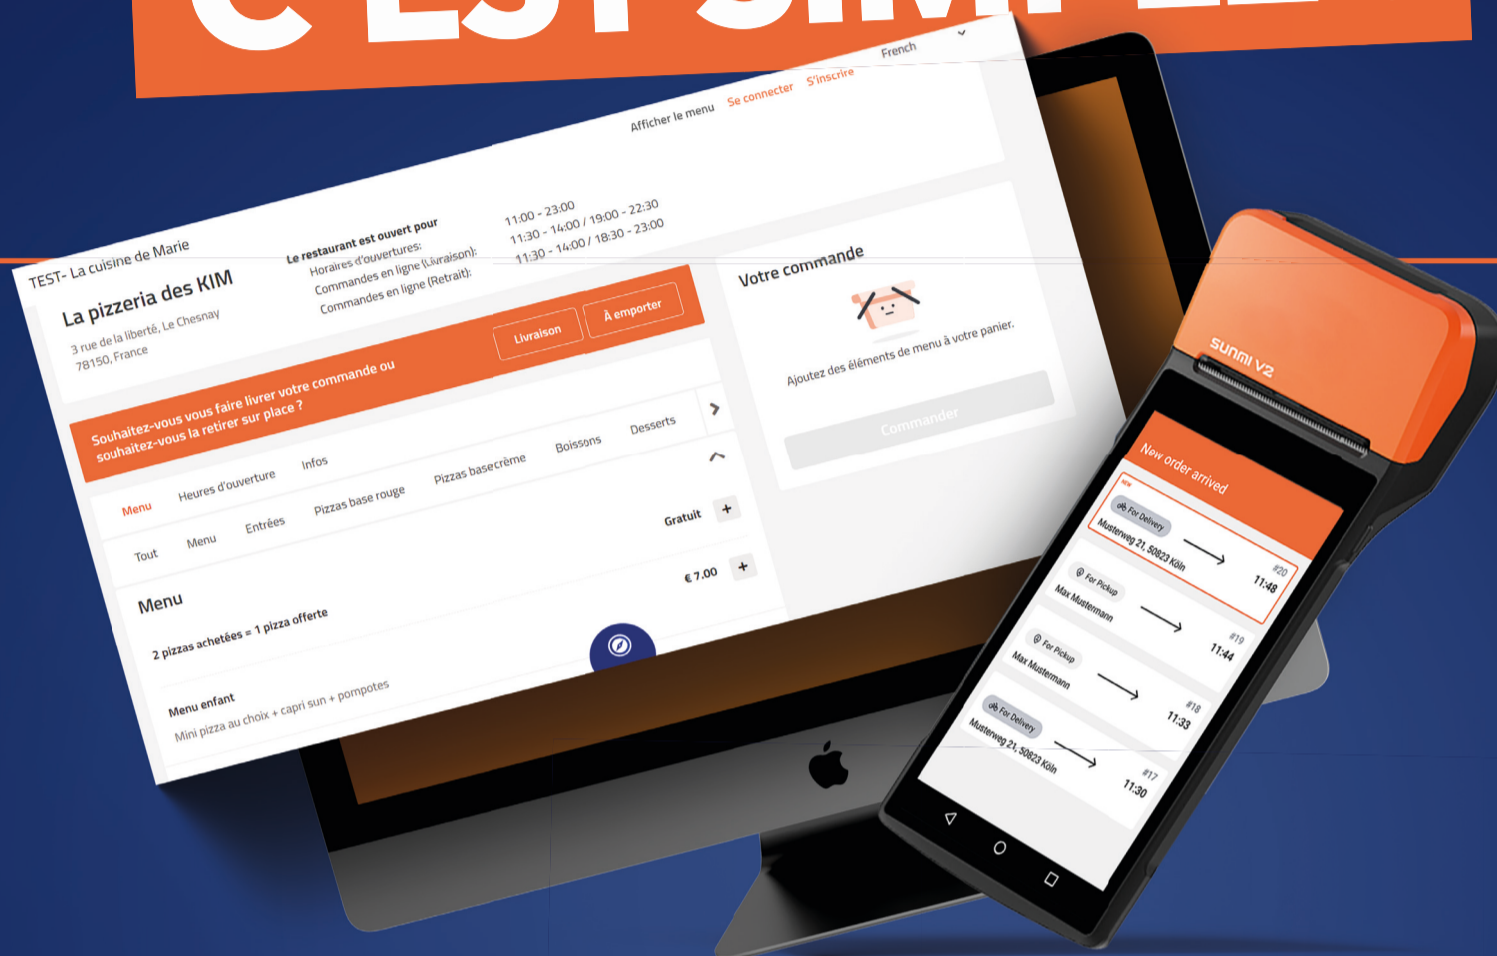 C'EST SIMPLE
French
Afficher le menu Se connecter S'inscrire
TEST- La cuisine de Marie
La pizzeria des KIM
3 rue de la liberté, Le Chesnay
78150, France
Le restaurant est ouvert pour
Horaires d'ouvertures: 11:00 - 23:00
Commandes en ligne (Livraison): 11:30 - 14:00 / 19:00 - 22:30
Commandes en ligne (Retrait): 11:30 - 14:00 / 18:30 - 23:00
Souhaitez-vous vous faire livrer votre commande ou
souhaitez-vous la retirer sur place ?
Livraison À emporter
Menu Heures d'ouverture Infos
Tout Menu Entrées Pizzas base rouge Pizzas basecrème Boissons Desserts
Menu
2 pizzas achetées = 1 pizza offerte Gratuit +
Menu enfant € 7.00 +
Mini pizza au choix + capri sun + pompotes
Votre commande
Ajoutez des éléments de menu à votre panier.
Commander
SUNMI V2
New order arrived
NEW
For Delivery #20
Musterweg 21, 50823 Köln 11:48
For Pickup #19
Max Mustermann 11:44
For Pickup #18
Max Mustermann 11:33
For Delivery #17
Musterweg 21, 50823 Köln 11:30